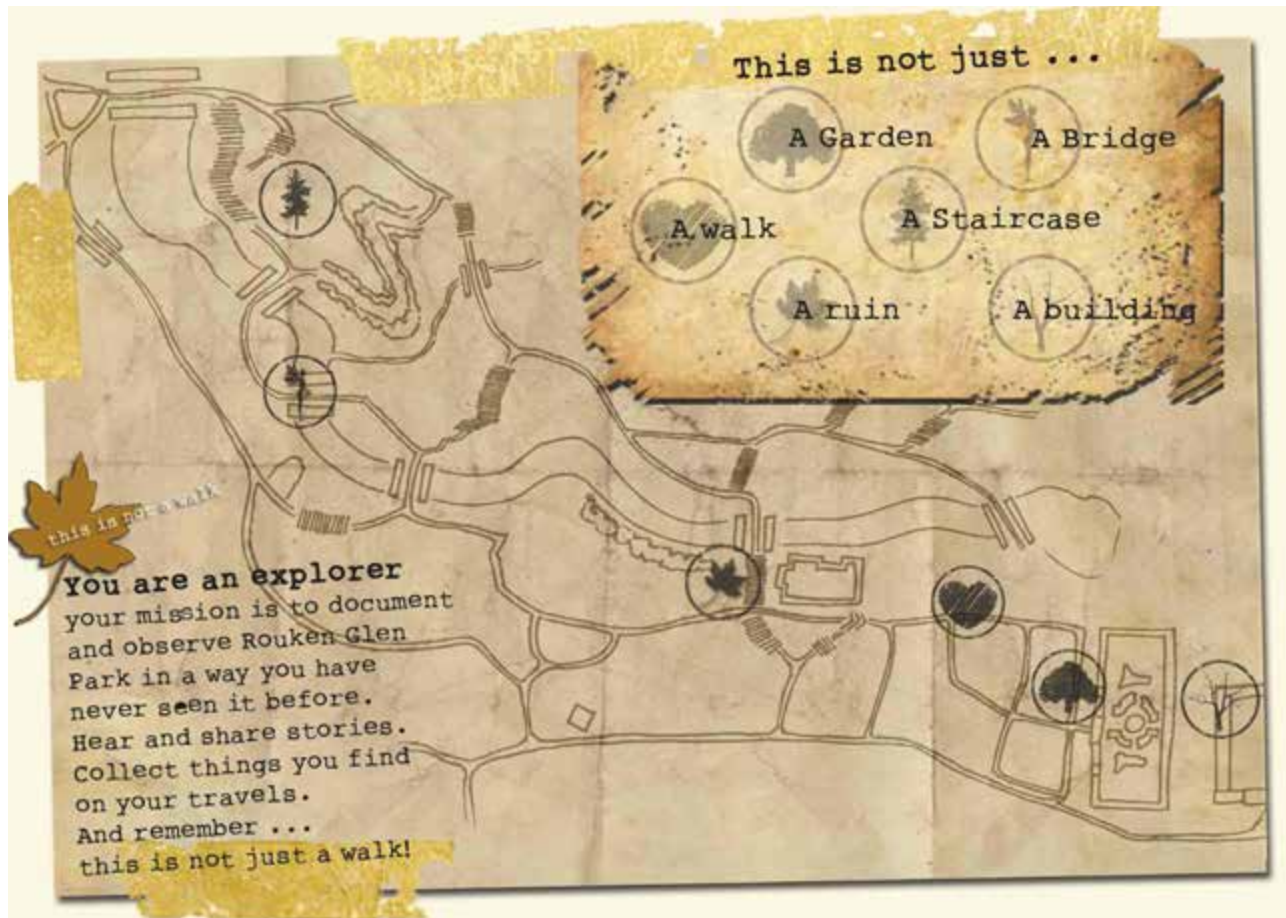 This is not just ...
A Garden
A Bridge
A walk
A Staircase
A ruin
A building
this is not a walk
You are an explorer
your mission is to document
and observe Rouken Glen
Park in a way you have
never seen it before.
Hear and share stories.
Collect things you find
on your travels.
And remember ...
this is not just a walk!